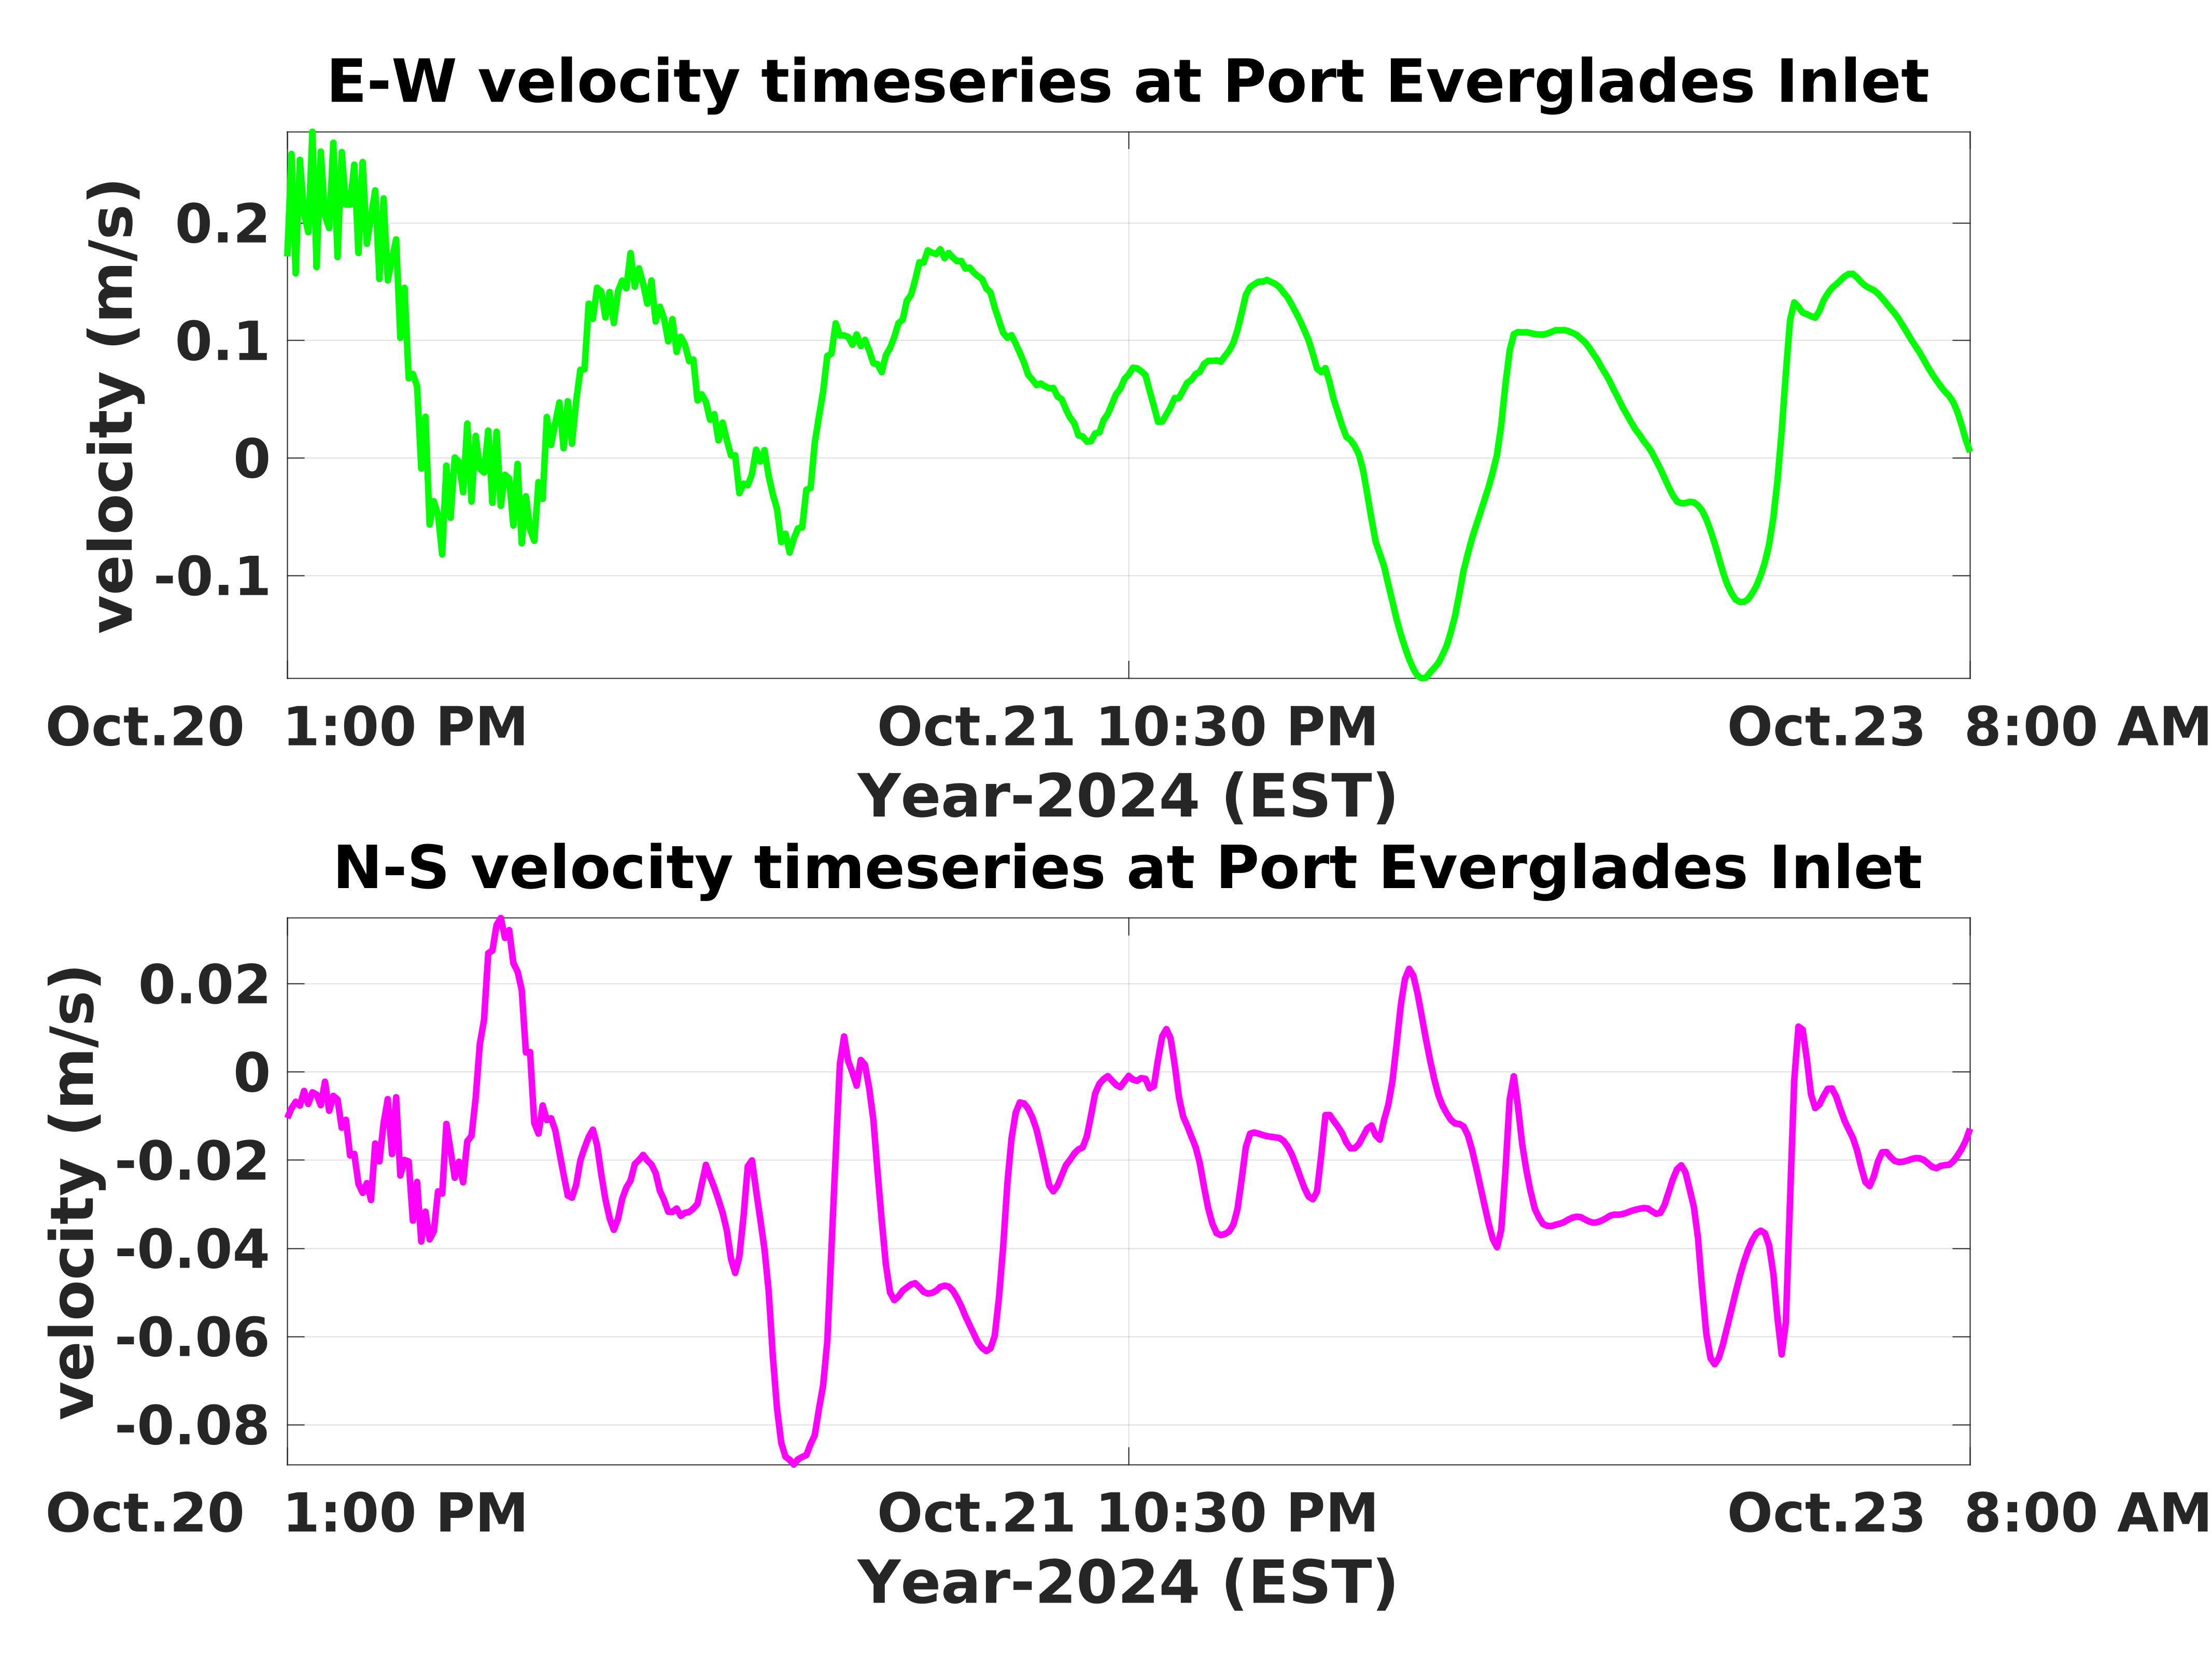 E-W velocity timeseries at Port Everglades Inlet
velocity (m/s)
0.2
0.1
0
-0.1
Oct.20  1:00 PM
Oct.21 10:30 PM
Oct.23  8:00 AM
Year-2024 (EST)
N-S velocity timeseries at Port Everglades Inlet
velocity (m/s)
0.02
0
-0.02
-0.04
-0.06
-0.08
Oct.20  1:00 PM
Oct.21 10:30 PM
Oct.23  8:00 AM
Year-2024 (EST)